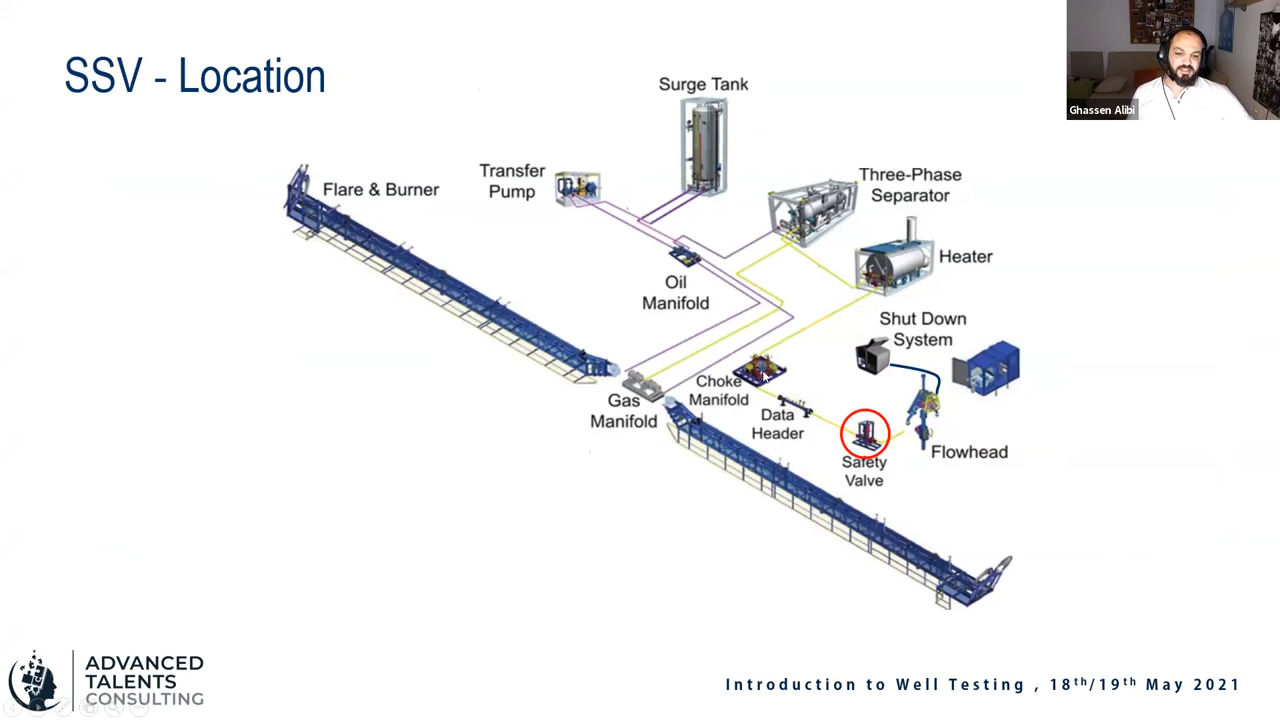 SSV - Location
Ghassen Alibi
Surge Tank
Transfer
Pump
Three-Phase
Separator
Flare & Burner
Heater
Oil
Manifold
Shut Down
System
Choke
Manifold
Gas
Manifold
Data
Header
Flowhead
Safety
Valve
ADVANCED
TALENTS
CONSULTING
Introduction to Well Testing , 18th/19th May 2021